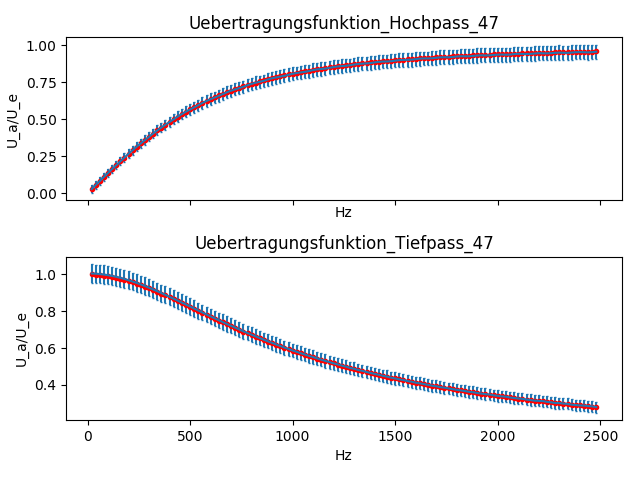 Uebertragungsfunktion_Hochpass_47
1.00
0.75
0.50
0.25
0.00
U_a/U_e
Hz
Uebertragungsfunktion_Tiefpass_47
1.0
0.8
0.6
0.4
U_a/U_e
0 500 1000 1500 2000 2500
Hz